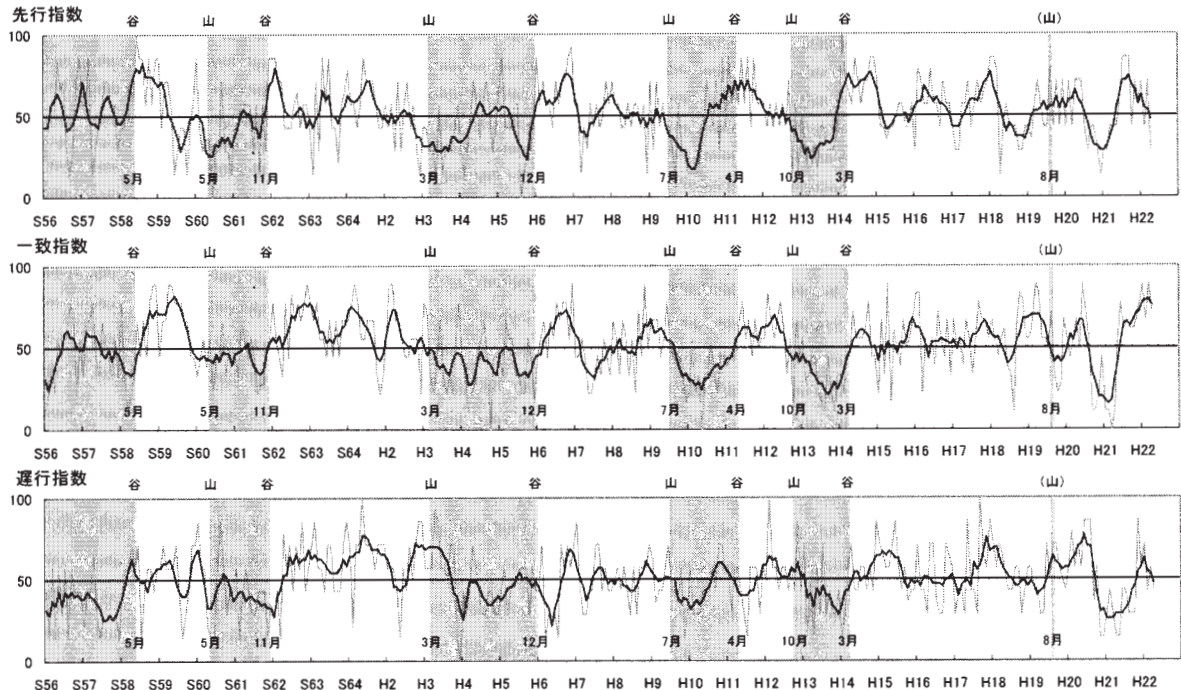 先行指数
谷 山 谷 山 谷 山 谷 山 谷 (山)
100
50
5月 5月 11月 3月 12月 7月 4月 10月 3月 8月
0
S56 S57 S58 S59 S60 S61 S62 S63 S64 H2 H3 H4 H5 H6 H7 H8 H9 H10 H11 H12 H13 H14 H15 H16 H17 H18 H19 H20 H21 H22
一致指数
谷 山 谷 山 谷 山 谷 山 谷 (山)
100
50
5月 5月 11月 3月 12月 7月 4月 10月 3月 8月
0
S56 S57 S58 S59 S60 S61 S62 S63 S64 H2 H3 H4 H5 H6 H7 H8 H9 H10 H11 H12 H13 H14 H15 H16 H17 H18 H19 H20 H21 H22
遅行指数
谷 山 谷 山 谷 山 谷 山 谷 (山)
100
50
5月 5月 11月 3月 12月 7月 4月 10月 3月 8月
0
S56 S57 S58 S59 S60 S61 S62 S63 S64 H2 H3 H4 H5 H6 H7 H8 H9 H10 H11 H12 H13 H14 H15 H16 H17 H18 H19 H20 H21 H22